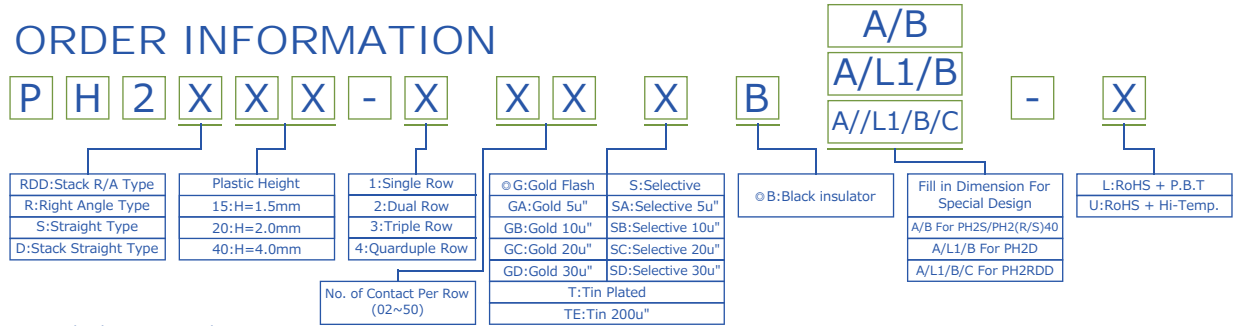 ORDER INFORMATION
A/B
A/L1/B
A//L1/B/C
P H 2 X X X - X X X X B - X
RDD:Stack R/A Type
R:Right Angle Type
S:Straight Type
D:Stack Straight Type
Plastic Height
15:H=1.5mm
20:H=2.0mm
40:H=4.0mm
1:Single Row
2:Dual Row
3:Triple Row
4:Quarduple Row
No. of Contact Per Row
(02~50)
◎G:Gold Flash S:Selective
GA:Gold 5u" SA:Selective 5u"
GB:Gold 10u" SB:Selective 10u"
GC:Gold 20u" SC:Selective 20u"
GD:Gold 30u" SD:Selective 30u"
T:Tin Plated
TE:Tin 200u"
◎B:Black insulator
Fill in Dimension For
Special Design
A/B For PH2S/PH2(R/S)40
A/L1/B For PH2D
A/L1/B/C For PH2RDD
L:RoHS + P.B.T
U:RoHS + Hi-Temp.